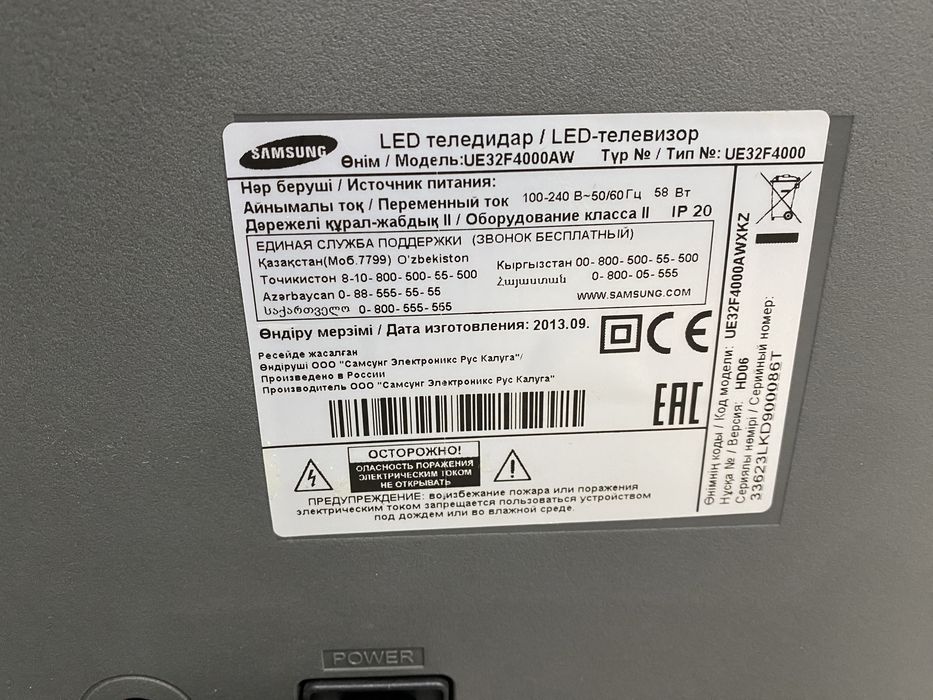 SAMSUNG
LED теледидар / LED-телевизор
Өнім / Модель:UE32F4000AW Түр № / Тип №: UE32F4000
Нәр беруші / Источник питания:
Айнымалы тоқ / Переменный ток 100-240 В~50/60 Гц 58 Вт
Дәрежелі құрал-жабдық II / Оборудование класса II IP 20
ЕДИНАЯ СЛУЖБА ПОДДЕРЖКИ (ЗВОНОК БЕСПЛАТНЫЙ)
Қазақстан(Моб.7799) O'zbekiston
Кыргызстан 00-800-500-55-500
Точикистон 8-10-800-500-55-500
Հայաստան 0-800-05-555
Azərbaycan 0-88-555-55-55
WWW.SAMSUNG.COM
საქართველო 0-800-555-555
Өндіру мерзімі / Дата изготовления: 2013.09.
CE
Ресейде жасалған
Өндіруші ООО "Самсунг Электроникс Рус Калуга"/
Произведено в России
Производитель ООО "Самсунг Электроникс Рус Калуга"
EAC
ОСТОРОЖНО!
ОПАСНОСТЬ ПОРАЖЕНИЯ
ЭЛЕКТРИЧЕСКИМ ТОКОМ
НЕ ОТКРЫВАТЬ
ПРЕДУПРЕЖДЕНИЕ: во,избежание пожара или поражения
электрическим током запрещается пользоваться устройством
под дождем или во влажной среде.
Өнімнің коды / Код модели: UE32F4000AWXKZ
Нұсқа № / Версия: HD06
Сериялы нөмірі / Серийный номер:
33623LKD900086T
POWER